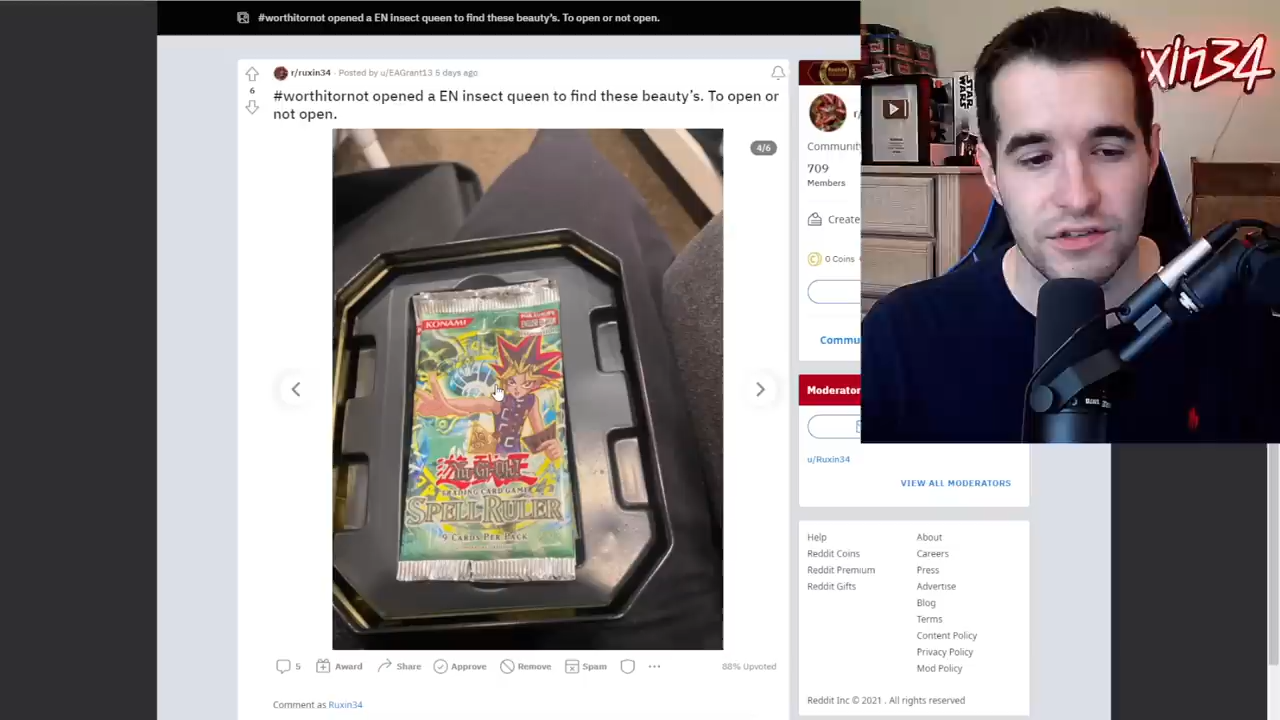 #worthitornot opened a EN insect queen to find these beauty's. To open or not open.
r/ruxin34 · Posted by u/EAGrant13 5 days ago
6
#worthitornot opened a EN insect queen to find these beauty's. To open or
not open.
4/6
KONAMI
YU-GI-OH!
TRADING CARD GAME
SPELL RULER
9 CARDS PER PACK
5 Award Share Approve Remove Spam ... 88% Upvoted
Comment as Ruxin34
r/
Community
709
Members
Create
0 Coins
Commu
Moderator
u/Ruxin34
VIEW ALL MODERATORS
Help About
Reddit Coins Careers
Reddit Premium Press
Reddit Gifts Advertise
Blog
Terms
Content Policy
Privacy Policy
Mod Policy
Reddit Inc © 2021 . All rights reserved
STAR
WARS
uxin34